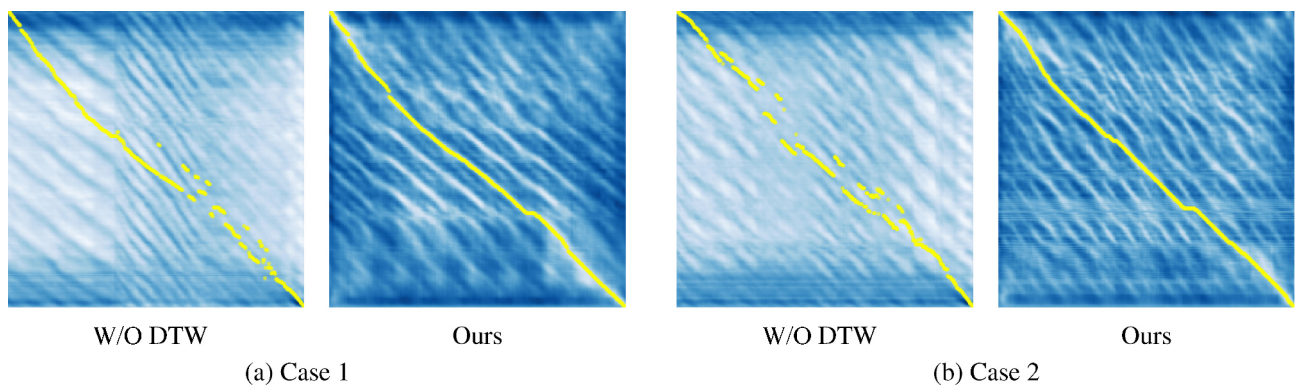 W/O DTW Ours W/O DTW Ours
(a) Case 1 (b) Case 2